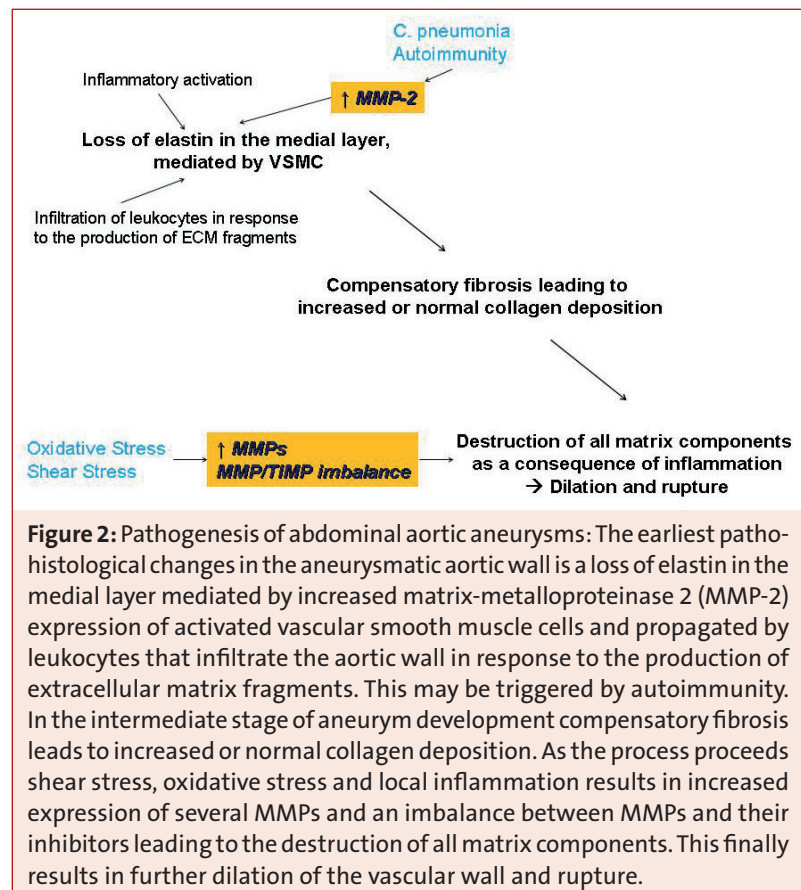 C. pneumonia
Autoimmunity
Inflammatory activation
↑ MMP-2
Loss of elastin in the medial layer,
mediated by VSMC
Infiltration of leukocytes in response
to the production of ECM fragments
Compensatory fibrosis leading to
increased or normal collagen deposition
Oxidative Stress
Shear Stress
↑ MMPs
MMP/TIMP imbalance
Destruction of all matrix components
as a consequence of inflammation
→ Dilation and rupture
Figure 2: Pathogenesis of abdominal aortic aneurysms: The earliest patho-
histological changes in the aneurysmatic aortic wall is a loss of elastin in the
medial layer mediated by increased matrix-metalloproteinase 2 (MMP-2)
expression of activated vascular smooth muscle cells and propagated by
leukocytes that infiltrate the aortic wall in response to the production of
extracellular matrix fragments. This may be triggered by autoimmunity.
In the intermediate stage of aneurym development compensatory fibrosis
leads to increased or normal collagen deposition. As the process proceeds
shear stress, oxidative stress and local inflammation results in increased
expression of several MMPs and an imbalance between MMPs and their
inhibitors leading to the destruction of all matrix components. This finally
results in further dilation of the vascular wall and rupture.